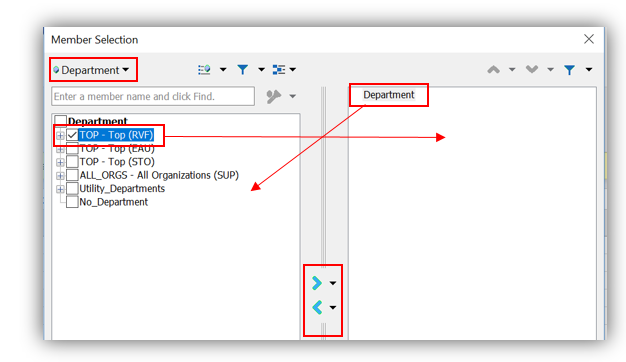 Member Selection
Department
Enter a member name and click Find.
Department
Department
TOP - Top (RVF)
TOP - Top (EAU)
TOP - Top (STO)
ALL_ORGS - All Organizations (SUP)
Utility_Departments
No_Department